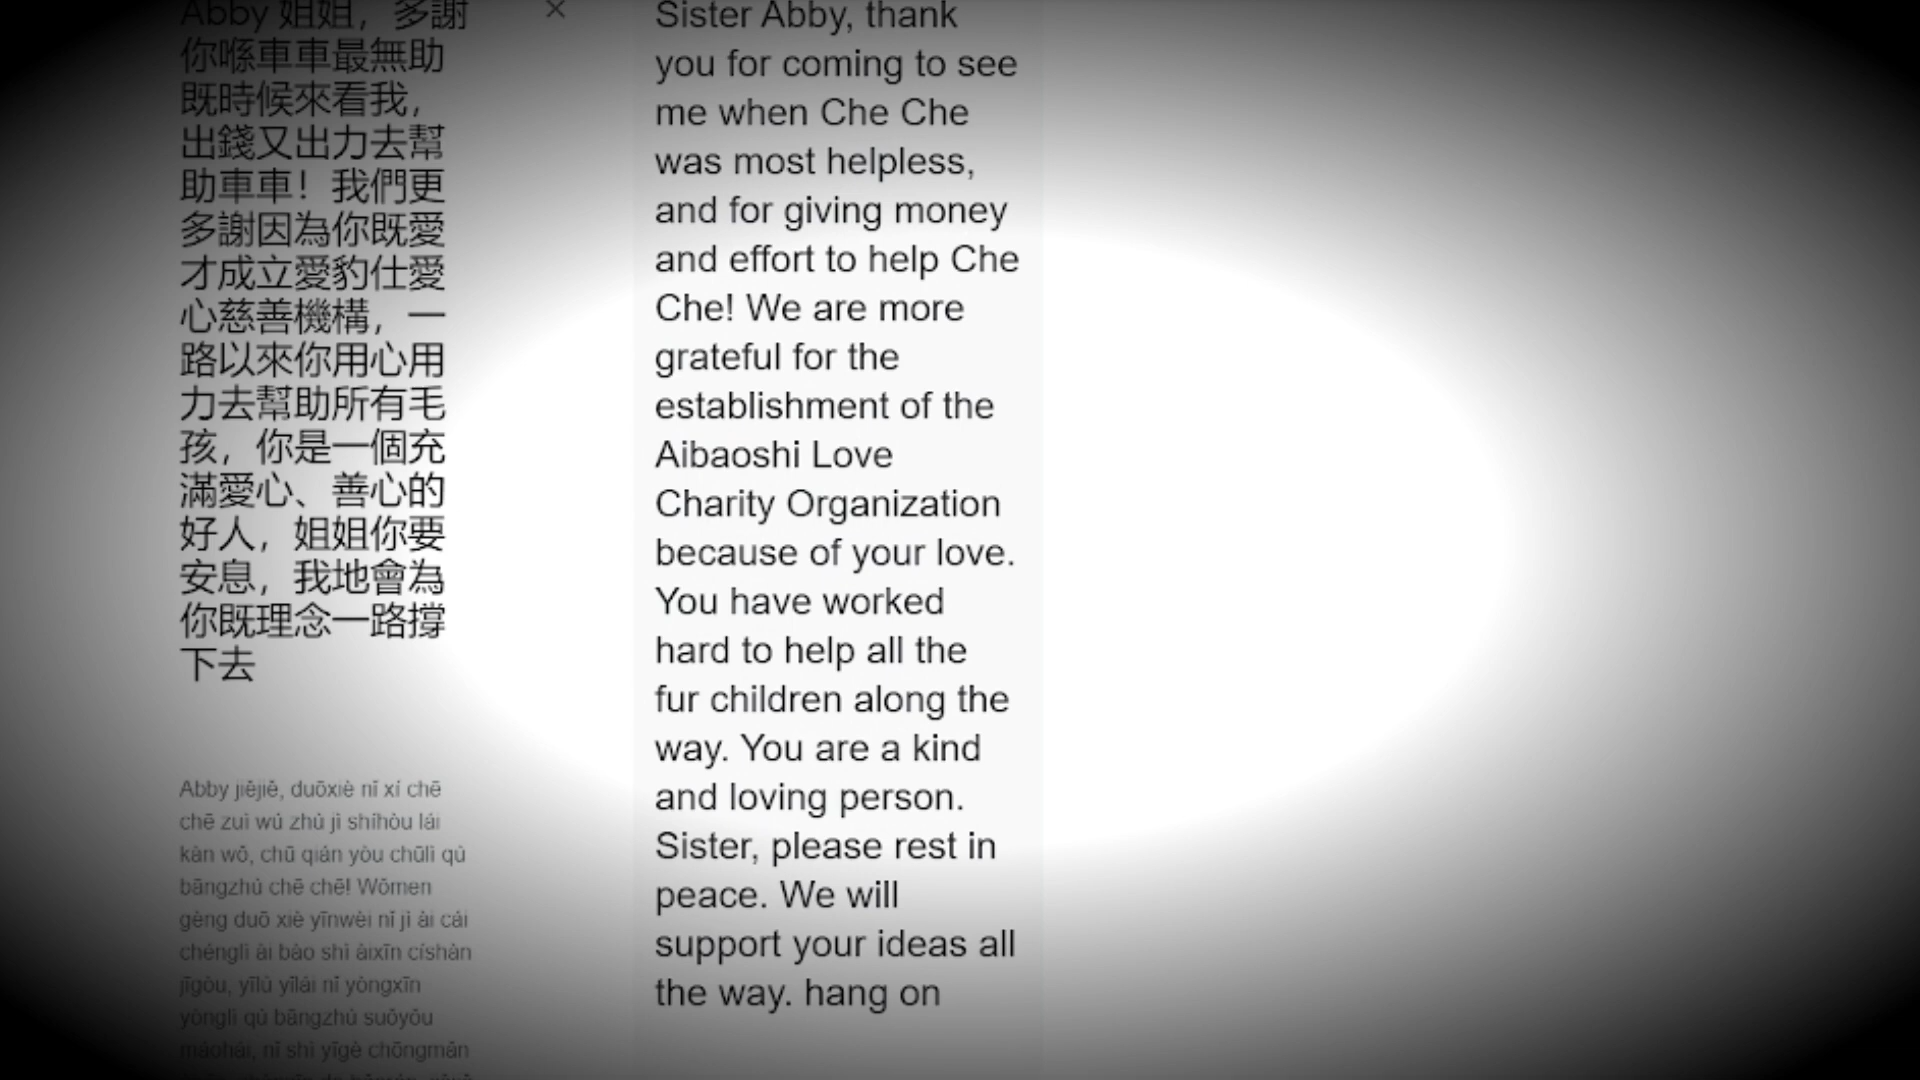 Abby 姐姐，多謝
你喺車車最無助
既時候來看我，
出錢又出力去幫
助車車！我們更
多謝因為你既愛
才成立愛豹仕愛
心慈善機構，一
路以來你用心用
力去幫助所有毛
孩，你是一個充
滿愛心、善心的
好人，姐姐你要
安息，我地會為
你既理念一路撐
下去
Abby jiějiě, duōxiè nǐ xí chē
chē zuì wú zhù jì shíhòu lái
kàn wǒ, chū qián yòu chūlì qù
bāngzhù chē chē! Wǒmen
gèng duō xiè yīnwèi nǐ jì ài cái
chénglì ài bào shì àixīn císhàn
jīgòu, yīlù yǐlái nǐ yòngxīn
yònglì qù bāngzhù suǒyǒu
máohái, nǐ shì yīgè chōngmǎn
Sister Abby, thank
you for coming to see
me when Che Che
was most helpless,
and for giving money
and effort to help Che
Che! We are more
grateful for the
establishment of the
Aibaoshi Love
Charity Organization
because of your love.
You have worked
hard to help all the
fur children along the
way. You are a kind
and loving person.
Sister, please rest in
peace. We will
support your ideas all
the way. hang on